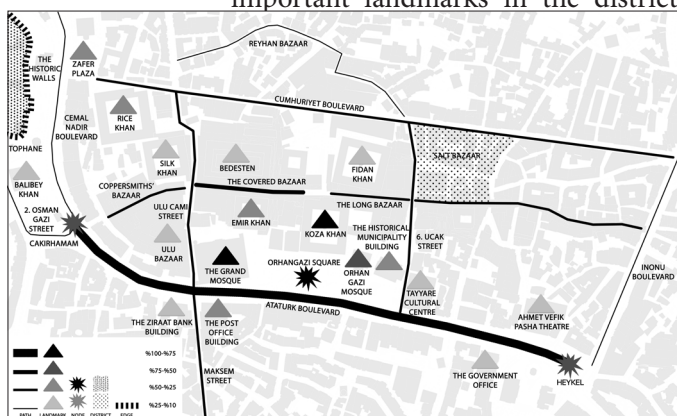 important landmarks in the district
REYHAN BAZAAR
THE
HISTORIC
WALLS
ZAFER
PLAZA
CUMHURIYET BOULEVARD
CEMAL
NADIR
BOULEVARD
RICE
KHAN
TOPHANE
SILK
KHAN
BEDESTEN
FIDAN
KHAN
SALT BAZAAR
BALIBEY
KHAN
COPPERSMITHS'
BAZAAR
THE COVERED BAZAAR
THE LONG BAZAAR
2. OSMAN
GAZI
STREET
ULU CAMI
STREET
EMIR KHAN
KOZA KHAN
THE HISTORICAL
MUNICIPALITY
BUILDING
6. UCAK
STREET
CAKIRHAMAM
ULU
BAZAAR
THE GRAND
MOSQUE
ORHANGAZI SQUARE
ORHAN
GAZI
MOSQUE
INONU
BOULEVARD
TAYYARE
CULTURAL
CENTRE
ATATURK BOULEVARD
THE ZIRAAT BANK
BUILDING
THE POST
OFFICE
BUILDING
AHMET VEFIK
PASHA THEATRE
MAKSEM
STREET
THE GOVERNMENT
OFFICE
HEYKEL
%100-%75
%75-%50
%50-%25
%25-%10
PATH LANDMARK NODE DISTRICT EDGE